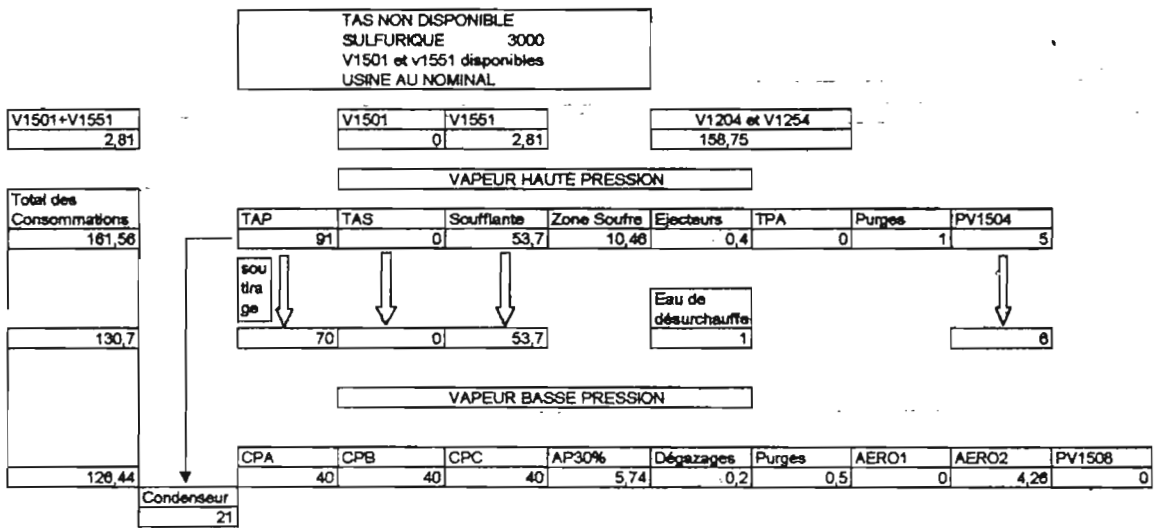 TAS NON DISPONIBLE
SULFURIQUE 3000
V1501 et v1551 disponibles
USINE AU NOMINAL
V1501+V1551 V1501 V1551 V1204 et V1254
2,81 0 2,81 158,75
VAPEUR HAUTE PRESSION
Total des
Consommations TAP TAS Soufflante Zone Soufre Ejecteurs TPA Purges PV1504
161,56 91 0 53,7 10,46 0,4 0 1 5
sou
tira
ge
Eau de
désurchauffe
130,7 70 0 53,7 1 6
VAPEUR BASSE PRESSION
CPA CPB CPC AP30% Dégazages Purges AERO1 AERO2 PV1508
126,44 40 40 40 5,74 0,2 0,5 0 4,26 0
Condenseur
21